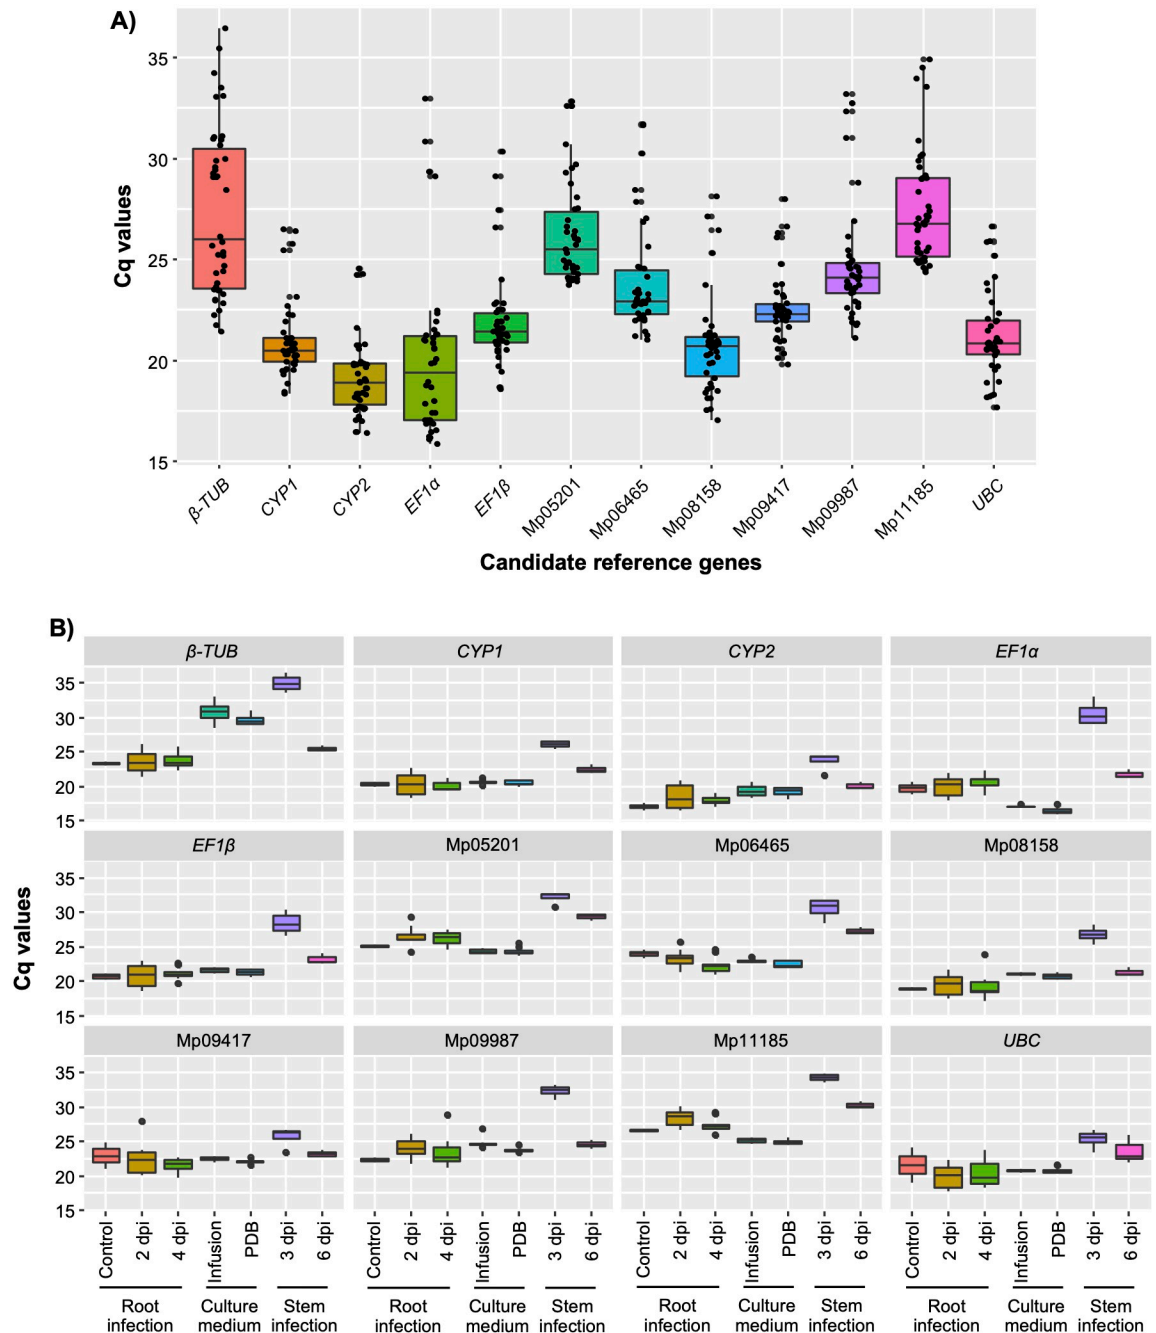 A)
35
30
25
20
15
Cq values
β-TUB CYP1 CYP2 EF1α EF1β Mp05201 Mp06465 Mp08158 Mp09417 Mp09987 Mp11185 UBC
Candidate reference genes
B)
β-TUB CYP1 CYP2 EF1α
35
30
25
20
15
EF1β Mp05201 Mp06465 Mp08158
35
30
25
20
15
Cq values
Mp09417 Mp09987 Mp11185 UBC
35
30
25
20
15
Control 2 dpi 4 dpi Infusion PDB 3 dpi 6 dpi Control 2 dpi 4 dpi Infusion PDB 3 dpi 6 dpi Control 2 dpi 4 dpi Infusion PDB 3 dpi 6 dpi Control 2 dpi 4 dpi Infusion PDB 3 dpi 6 dpi
Root Culture Stem Root Culture Stem Root Culture Stem Root Culture Stem
infection medium infection infection medium infection infection medium infection infection medium infection